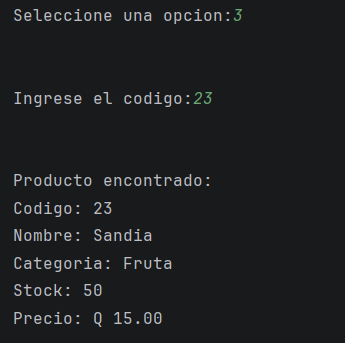 Seleccione una opcion:3
Ingrese el codigo:23
Producto encontrado:
Codigo: 23
Nombre: Sandia
Categoria: Fruta
Stock: 50
Precio: Q 15.00